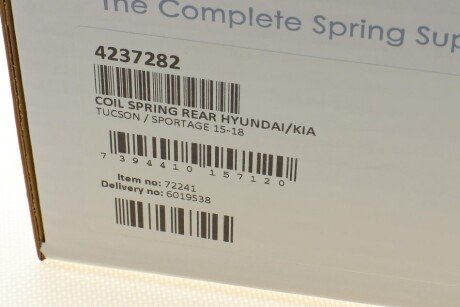 The Complete Spring Sup
4237282
COIL SPRING REAR HYUNDAI/KIA
TUCSON / SPORTAGE 15-18
7 394410 157120
Item no: 72241
Delivery no: 6019538